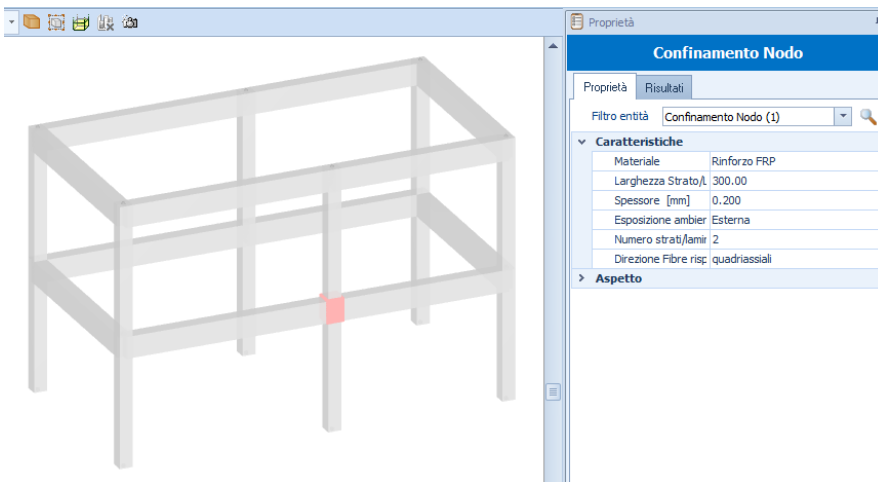 Proprietà
Confinamento Nodo
Proprietà Risultati
Filtro entità Confinamento Nodo (1)
Caratteristiche
Materiale Rinforzo FRP
Larghezza Strato/L 300.00
Spessore [mm] 0.200
Esposizione ambier Esterna
Numero strati/lamir 2
Direzione Fibre risp quadriassiali
Aspetto